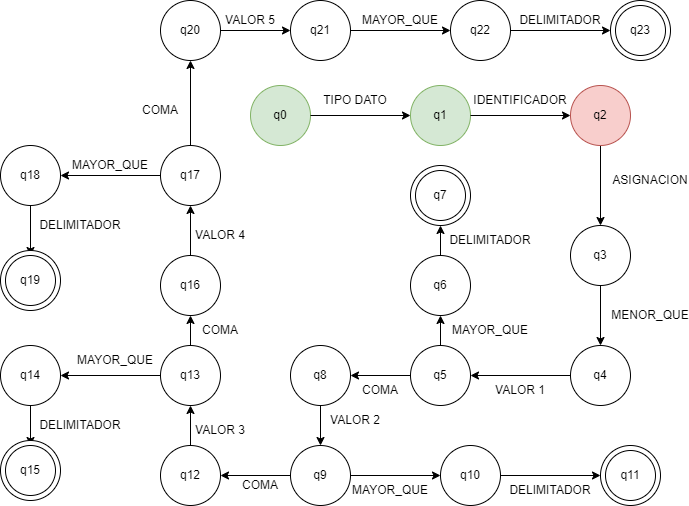 q20
VALOR 5
q21
MAYOR_QUE
q22
DELIMITADOR
q23
COMA
q0
TIPO DATO
q1
IDENTIFICADOR
q2
q18
MAYOR_QUE
q17
ASIGNACION
q7
DELIMITADOR
VALOR 4
DELIMITADOR
q3
q19
q16
q6
COMA
MAYOR_QUE
MENOR_QUE
q14
MAYOR_QUE
q13
q8
COMA
q5
VALOR 1
q4
DELIMITADOR
VALOR 3
VALOR 2
q15
q12
COMA
q9
MAYOR_QUE
q10
DELIMITADOR
q11